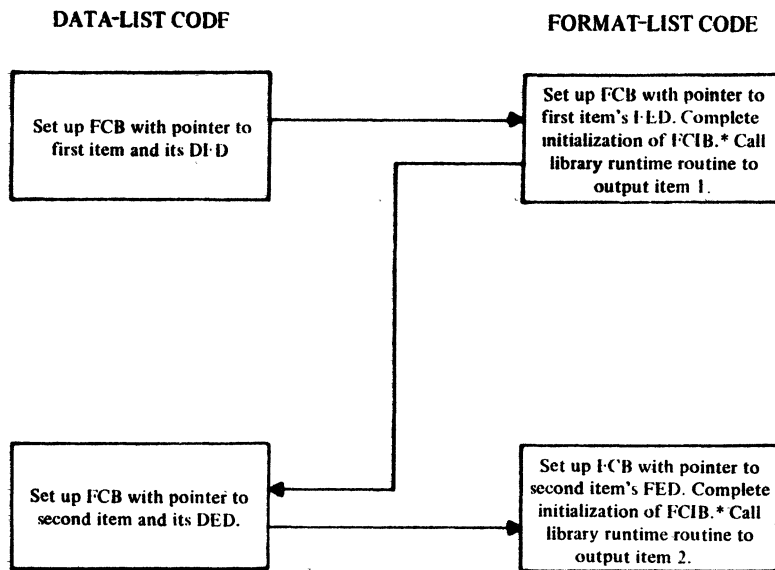 DATA-LIST CODF
FORMAT-LIST CODE
Set up FCB with pointer to
first item and its DED
Set up FCB with pointer to
first item's FED. Complete
initialization of FCIB.* Call
library runtime routine to
output item 1.
Set up FCB with pointer to
second item and its DED.
Set up FCB with pointer to
second item's FED. Complete
initialization of FCIB.* Call
library runtime routine to
output item 2.